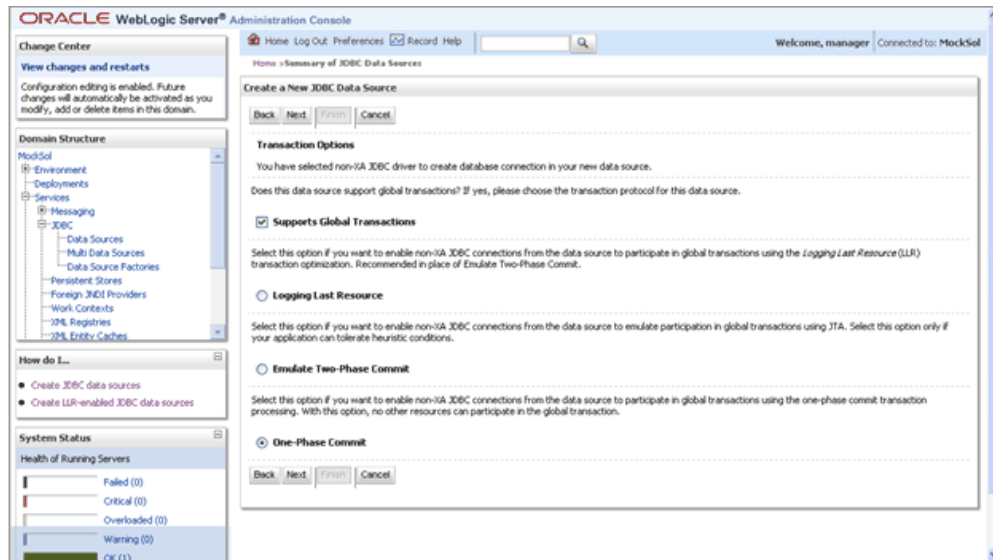 ORACLE WebLogic Server® Administration Console
Change Center
View changes and restarts
Configuration editing is enabled. Future
changes will automatically be activated as you
modify, add or delete items in this domain.
Domain Structure
MockSol
Environment
Deployments
Services
Messaging
JDBC
Data Sources
Multi Data Sources
Data Source Factories
Persistent Stores
Foreign JNDI Providers
Work Contexts
XML Registries
XML Entity Caches
How do I...
Create JDBC data sources
Create LLR-enabled JDBC data sources
System Status
Health of Running Servers
Failed (0)
Critical (0)
Overloaded (0)
Warning (0)
OK (1)
Home Log Out Preferences Record Help
Welcome, manager Connected to: MockSol
Home >Summary of JDBC Data Sources
Create a New JDBC Data Source
Back Next Finish Cancel
Transaction Options
You have selected non-XA JDBC driver to create database connection in your new data source.
Does this data source support global transactions? If yes, please choose the transaction protocol for this data source.
Supports Global Transactions
Select this option if you want to enable non-XA JDBC connections from the data source to participate in global transactions using the Logging Last Resource (LLR)
transaction optimization. Recommended in place of Emulate Two-Phase Commit.
Logging Last Resource
Select this option if you want to enable non-XA JDBC connections from the data source to emulate participation in global transactions using JTA. Select this option only if
your application can tolerate heuristic conditions.
Emulate Two-Phase Commit
Select this option if you want to enable non-XA JDBC connections from the data source to participate in global transactions using the one-phase commit transaction
processing. With this option, no other resources can participate in the global transaction.
One-Phase Commit
Back Next Finish Cancel